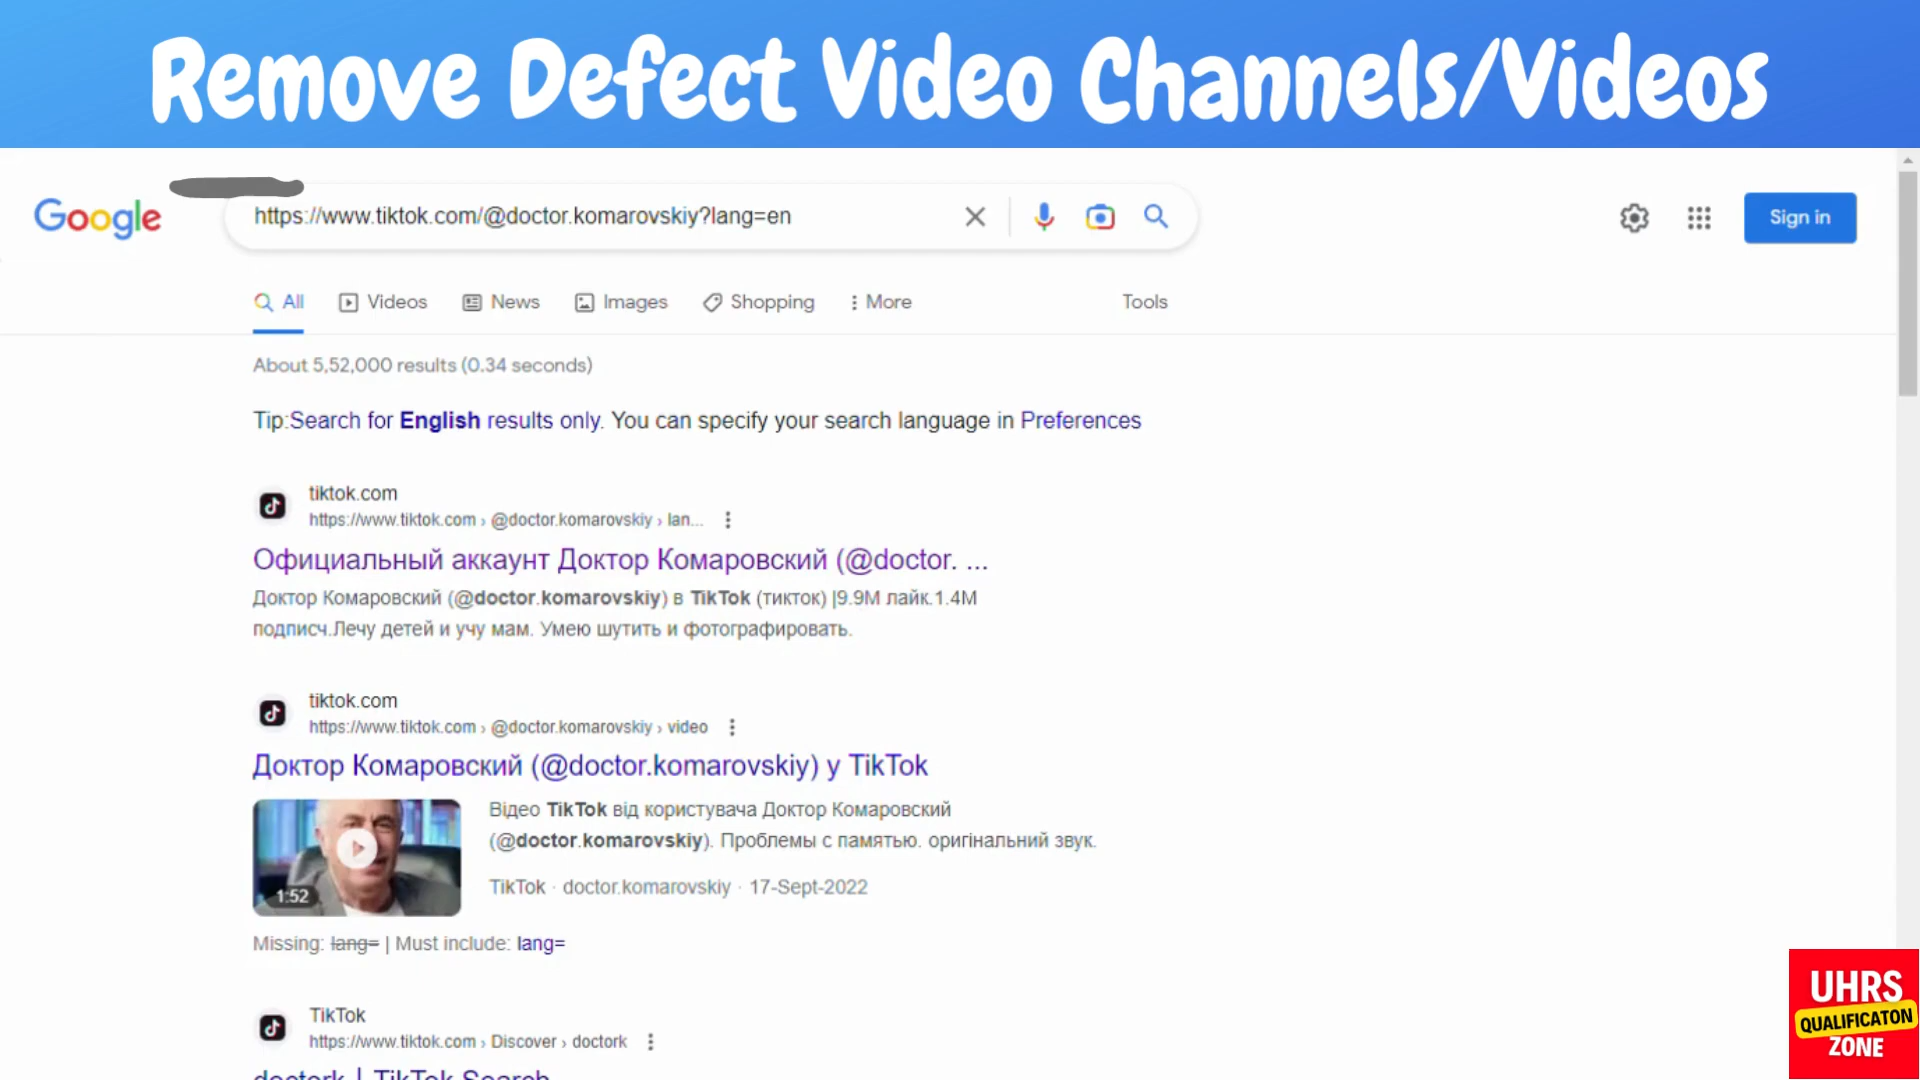 Remove Defect Video Channels/Videos
Google
https://www.tiktok.com/@doctor.komarovskiy?lang=en
Sign in
All
Videos
News
Images
Shopping
More
Tools
About 5,52,000 results (0.34 seconds)
Tip:Search for English results only. You can specify your search language in Preferences
tiktok.com
https://www.tiktok.com › @doctor.komarovskiy › lan...
Официальный аккаунт Доктор Комаровский (@doctor. ...
Доктор Комаровский (@doctor.komarovskiy) в TikTok (тикток) |9.9M лайк.1.4M
подписч.Лечу детей и учу мам. Умею шутить и фотографировать.
tiktok.com
https://www.tiktok.com › @doctor.komarovskiy › video
Доктор Комаровский (@doctor.komarovskiy) у TikTok
1:52
Відео TikTok від користувача Доктор Комаровский
(@doctor.komarovskiy). Проблемы с памятью. оригінальний звук.
TikTok · doctor.komarovskiy · 17-Sept-2022
Missing: lang= | Must include: lang=
TikTok
https://www.tiktok.com › Discover › doctork
doctork | TikTok Search
UHRS
QUALIFICATON
ZONE